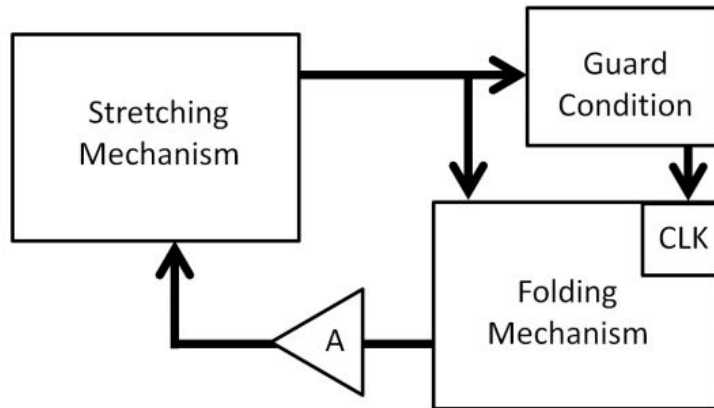 Stretching
Mechanism
Guard
Condition
CLK
Folding
Mechanism
A